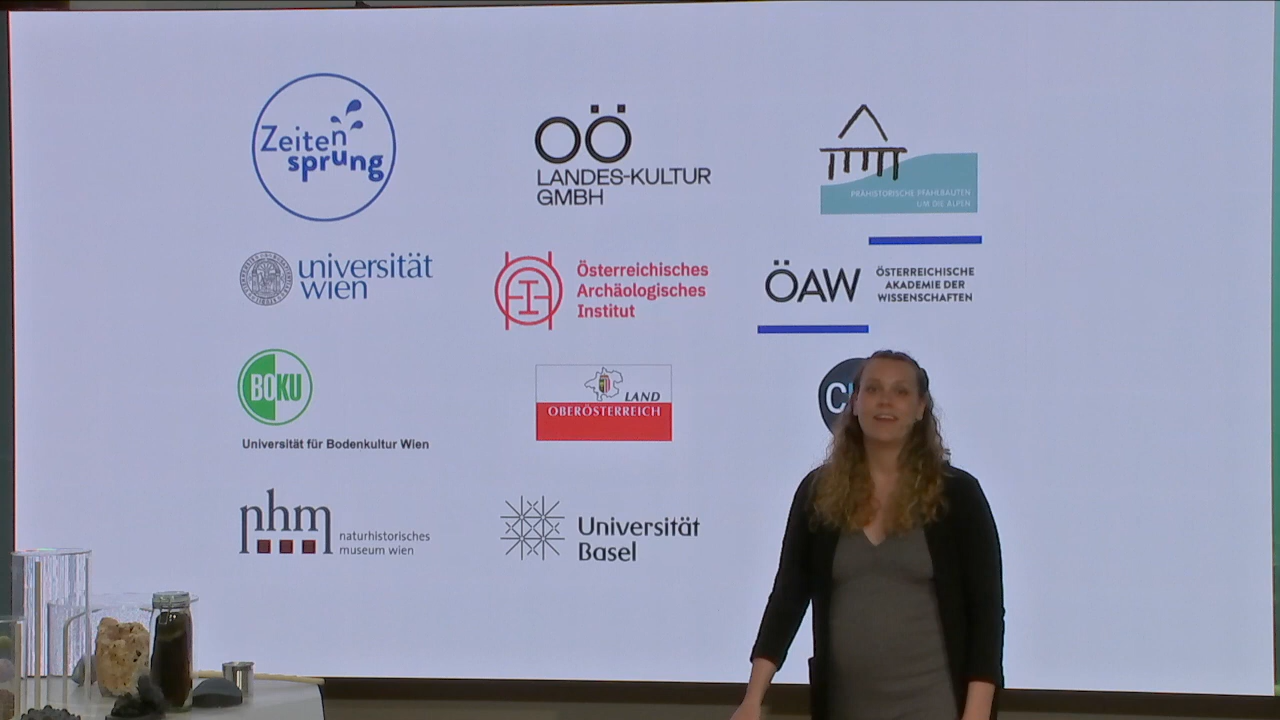 Zeiten
sprung
OÖ
LANDES-KULTUR
GMBH
PRÄHISTORISCHE PFAHLBAUTEN
UM DIE ALPEN
universität
wien
Österreichisches
Archäologisches
Institut
ÖAW
ÖSTERREICHISCHE
AKADEMIE DER
WISSENSCHAFTEN
BOKU
Universität für Bodenkultur Wien
LAND
OBERÖSTERREICH
nhm
naturhistorisches
museum wien
Universität
Basel